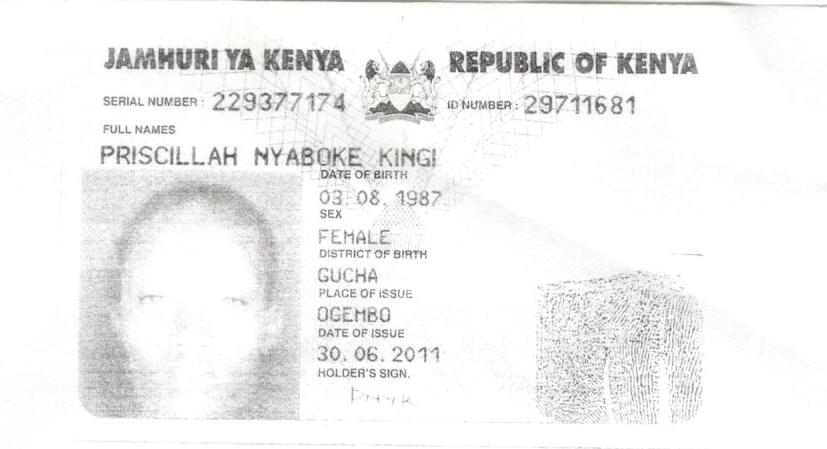 JAMHURI YA KENYA REPUBLIC OF KENYA
SERIAL NUMBER : 229377174 ID NUMBER : 29711681
FULL NAMES
PRISCILLAH NYABOKE KINGI
DATE OF BIRTH
03. 08. 1987
SEX
FEMALE
DISTRICT OF BIRTH
GUCHA
PLACE OF ISSUE
OGEMBO
DATE OF ISSUE
30. 06. 2011
HOLDER'S SIGN.